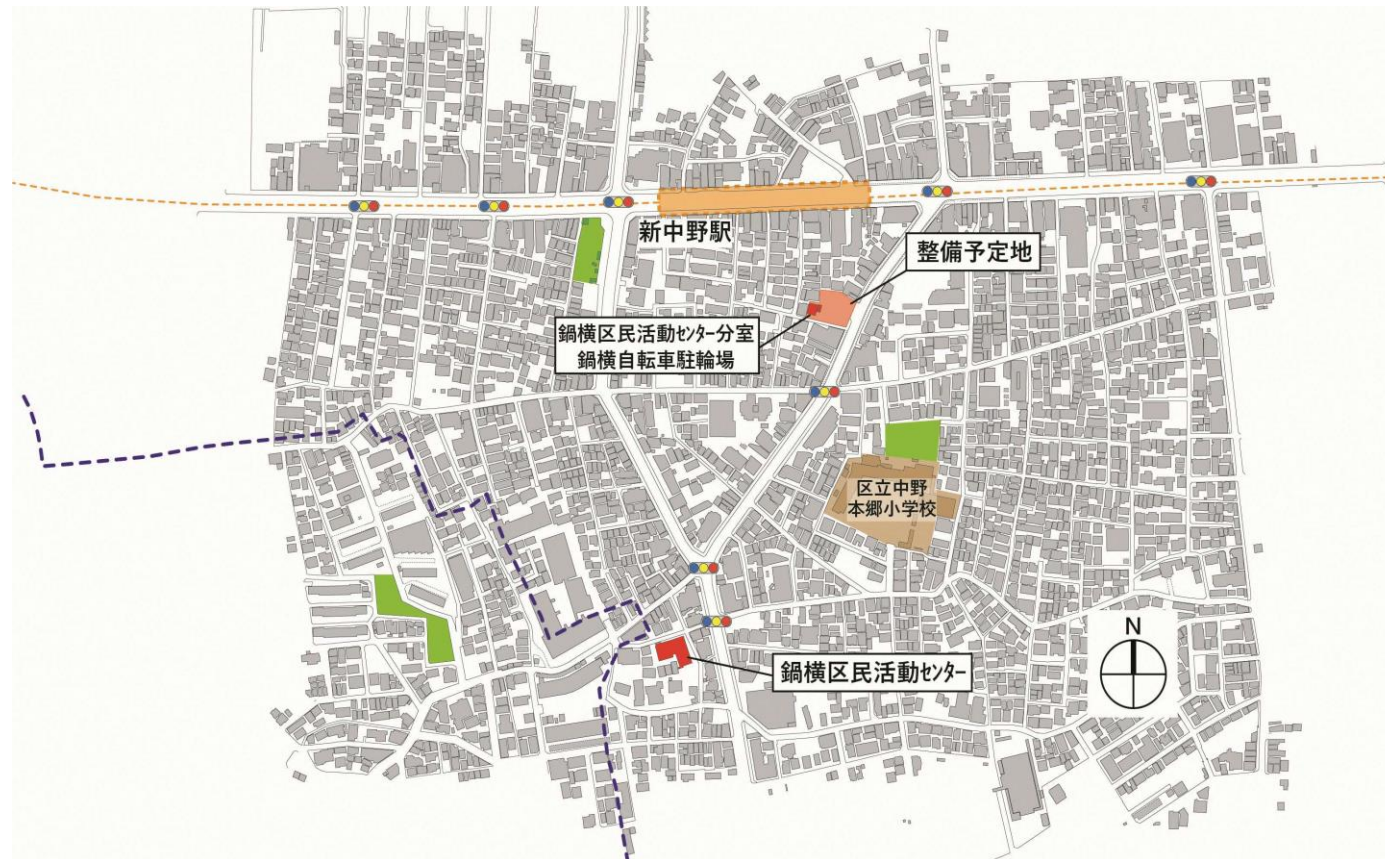 新中野駅
整備予定地
鍋横区民活動センター分室
鍋横自転車駐輪場
区立中野
本郷小学校
N
鍋横区民活動センター